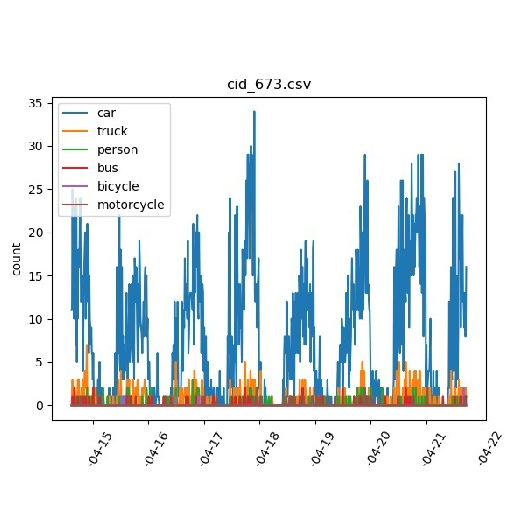 cid_673.csv
car
truck
person
bus
bicycle
motorcycle
count
35
30
25
20
15
10
5
0
-04-15
-04-16
-04-17
-04-18
-04-19
-04-20
-04-21
-04-22